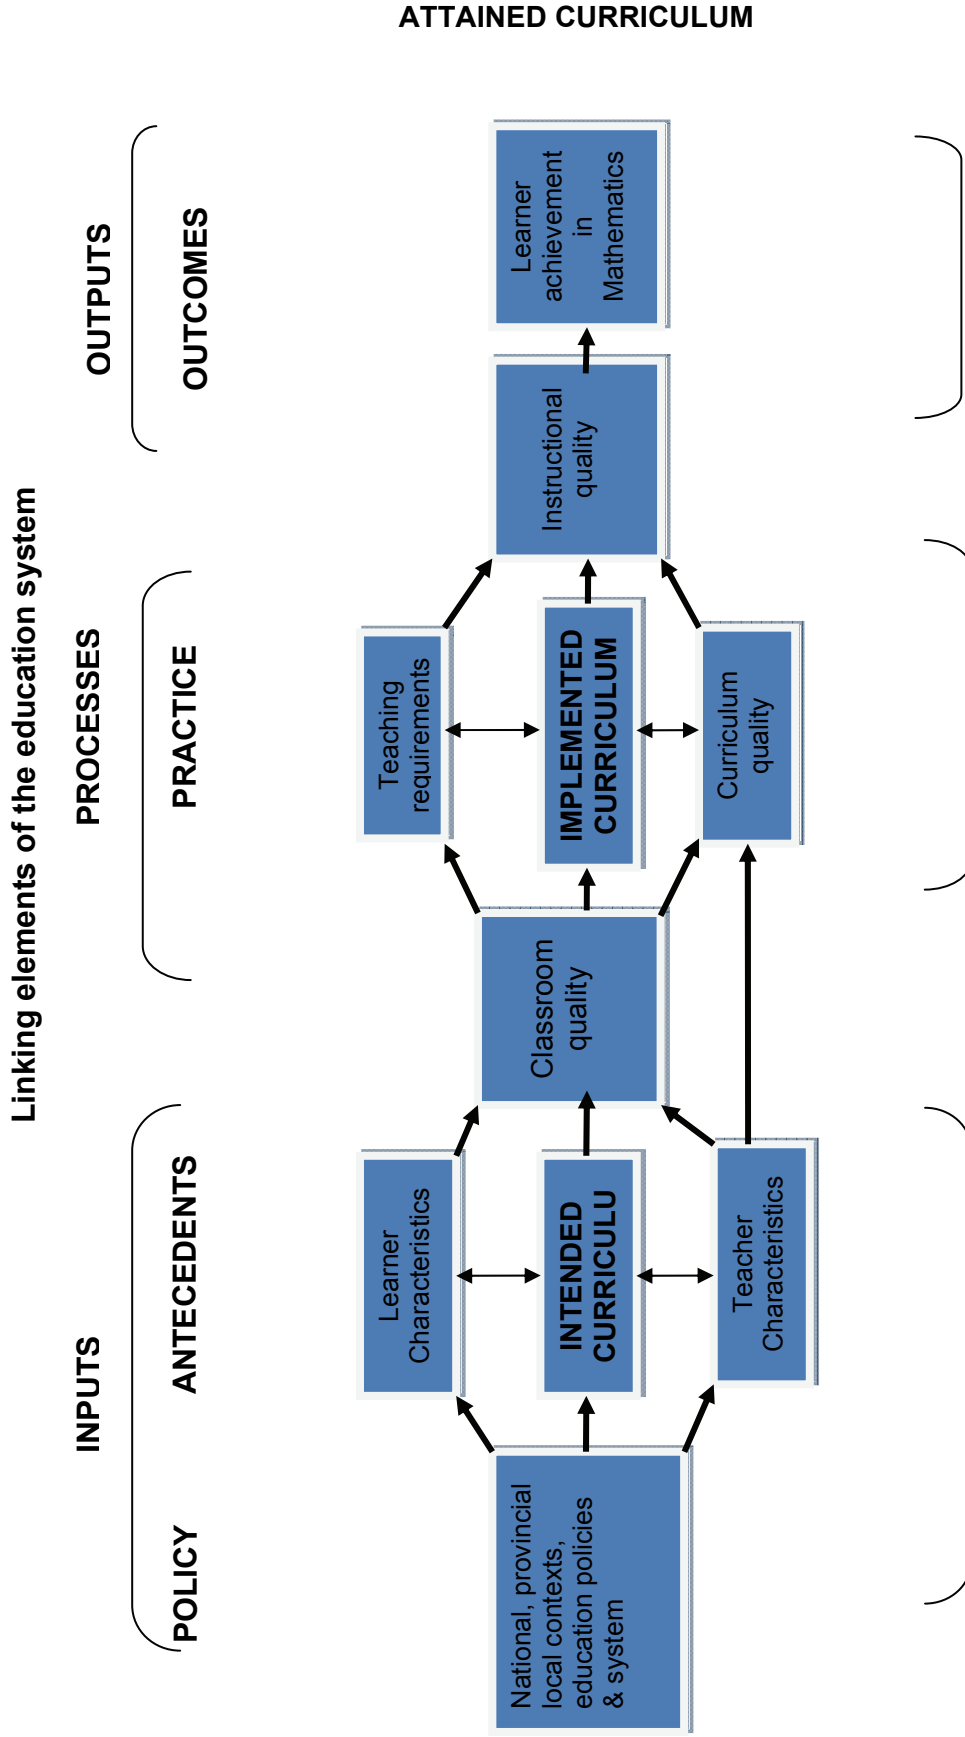 ATTAINED CURRICULUM
Linking elements of the education system
INPUTS
PROCESSES
OUTPUTS
POLICY
ANTECEDENTS
PRACTICE
OUTCOMES
National, provincial
local contexts,
education policies
& system
Learner
Characteristics
INTENDED
CURRICULU
Teacher
Characteristics
Classroom
quality
Teaching
requirements
IMPLEMENTED
CURRICULUM
Curriculum
quality
Instructional
quality
Learner
achievement
in
Mathematics